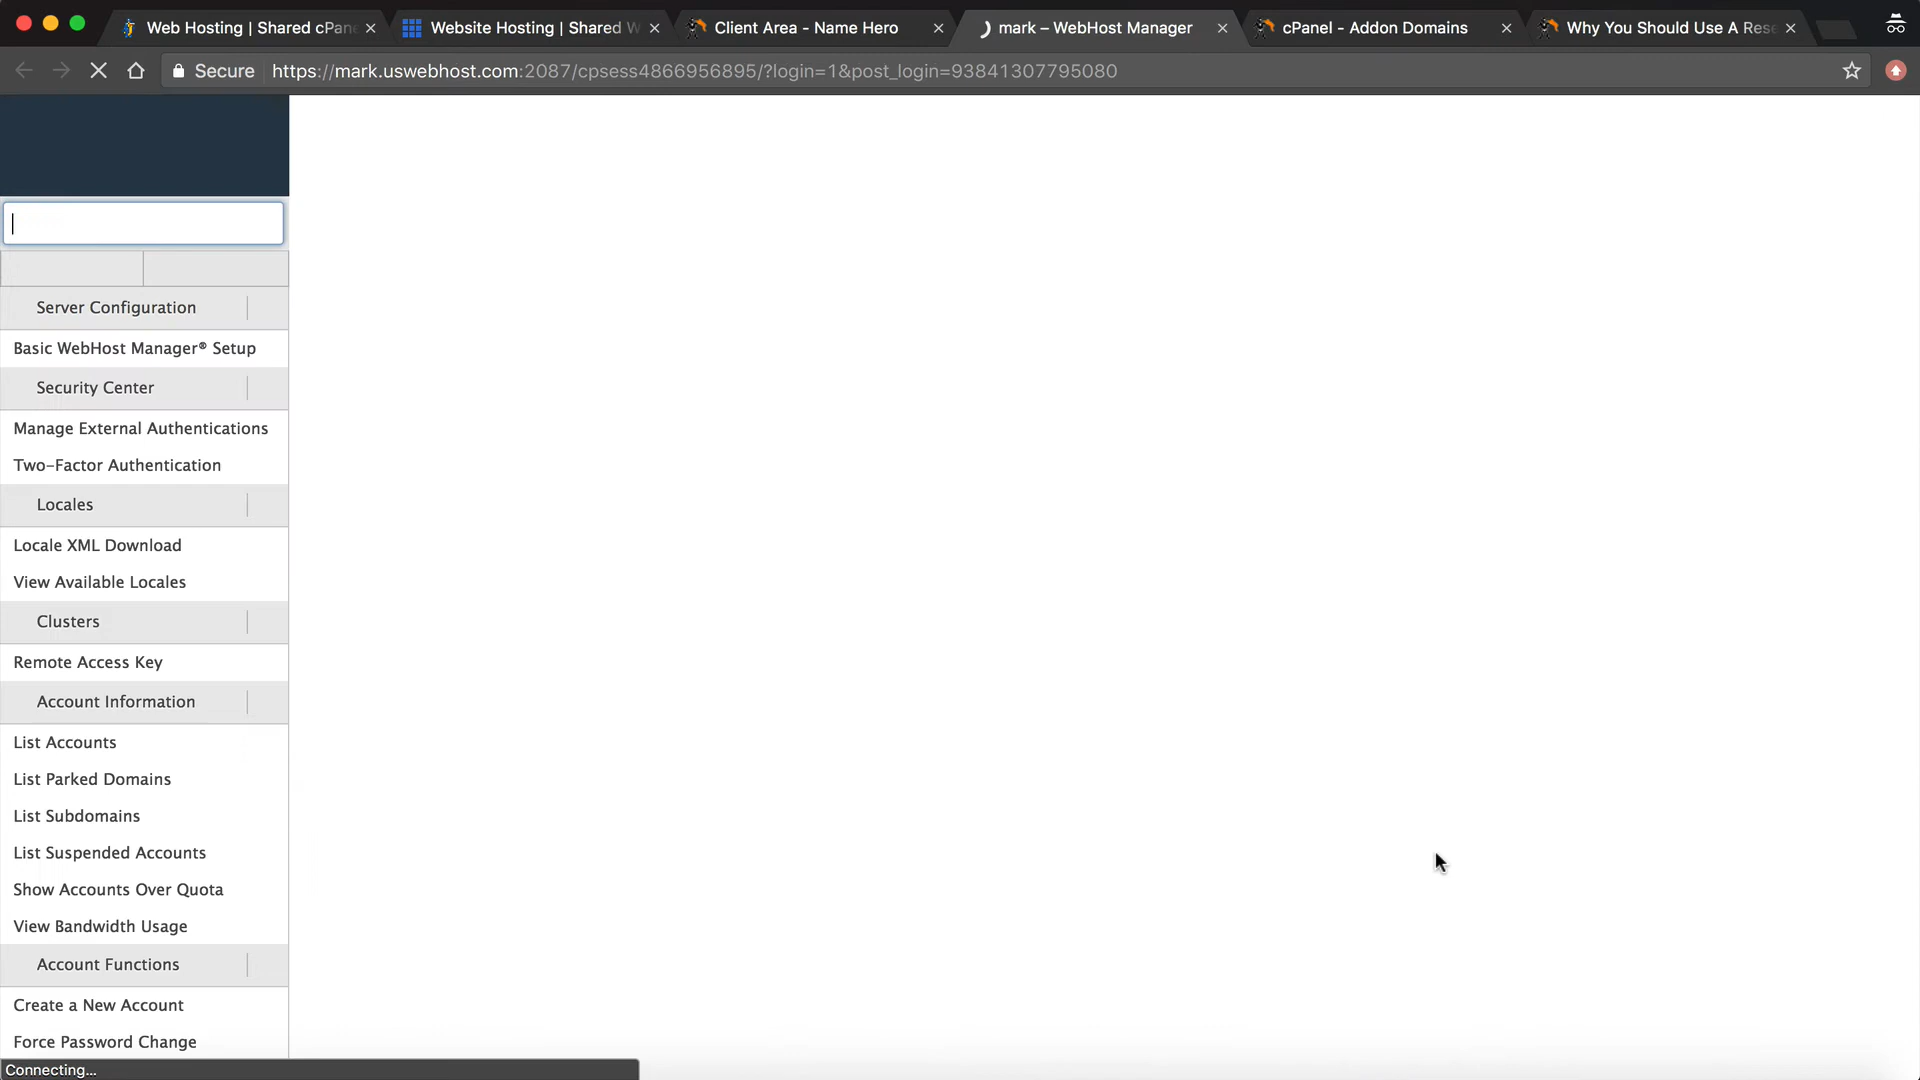 Web Hosting | Shared cPane
Website Hosting | Shared W
Client Area - Name Hero
mark – WebHost Manager
cPanel - Addon Domains
Why You Should Use A Rese
Secure
https://mark.uswebhost.com:2087/cpsess4866956895/?login=1&post_login=93841307795080
Server Configuration
Basic WebHost Manager® Setup
Security Center
Manage External Authentications
Two-Factor Authentication
Locales
Locale XML Download
View Available Locales
Clusters
Remote Access Key
Account Information
List Accounts
List Parked Domains
List Subdomains
List Suspended Accounts
Show Accounts Over Quota
View Bandwidth Usage
Account Functions
Create a New Account
Force Password Change
Connecting...